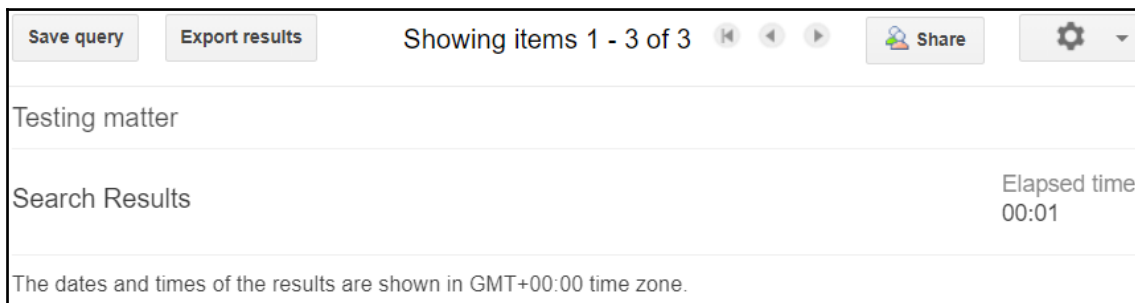 Save query Export results Showing items 1 - 3 of 3 Share
Testing matter
Search Results
Elapsed time
00:01
The dates and times of the results are shown in GMT+00:00 time zone.